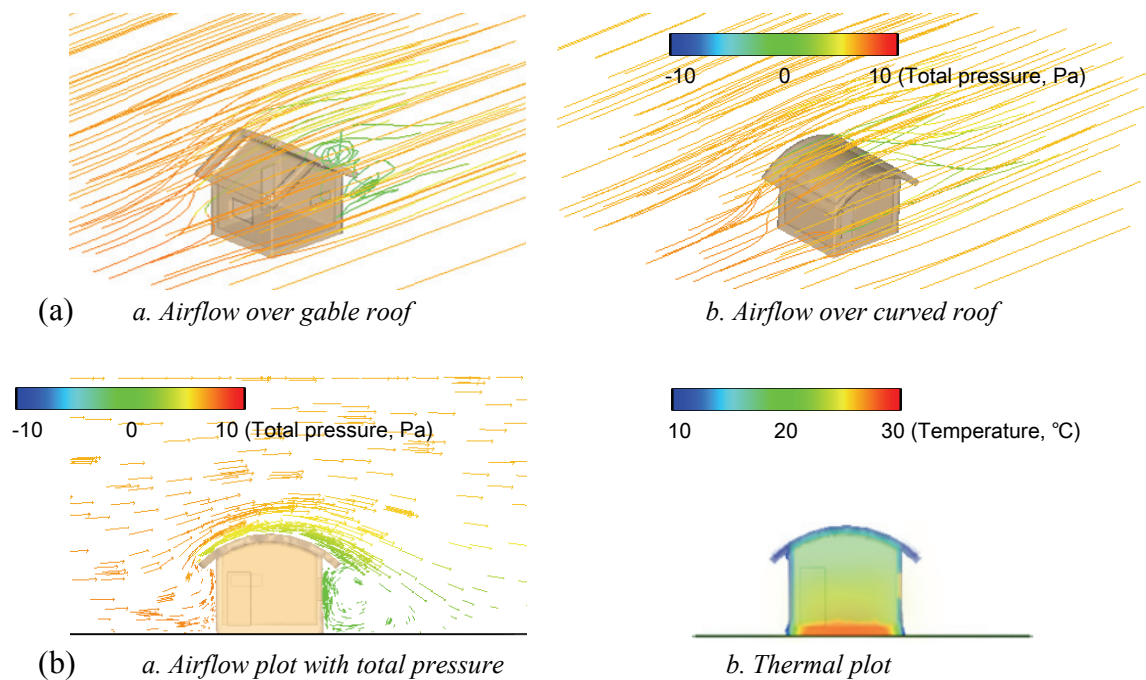 -10 0 10 (Total pressure, Pa)
(a) a. Airflow over gable roof b. Airflow over curved roof
-10 0 10 (Total pressure, Pa)
10 20 30 (Temperature, ℃)
(b) a. Airflow plot with total pressure b. Thermal plot